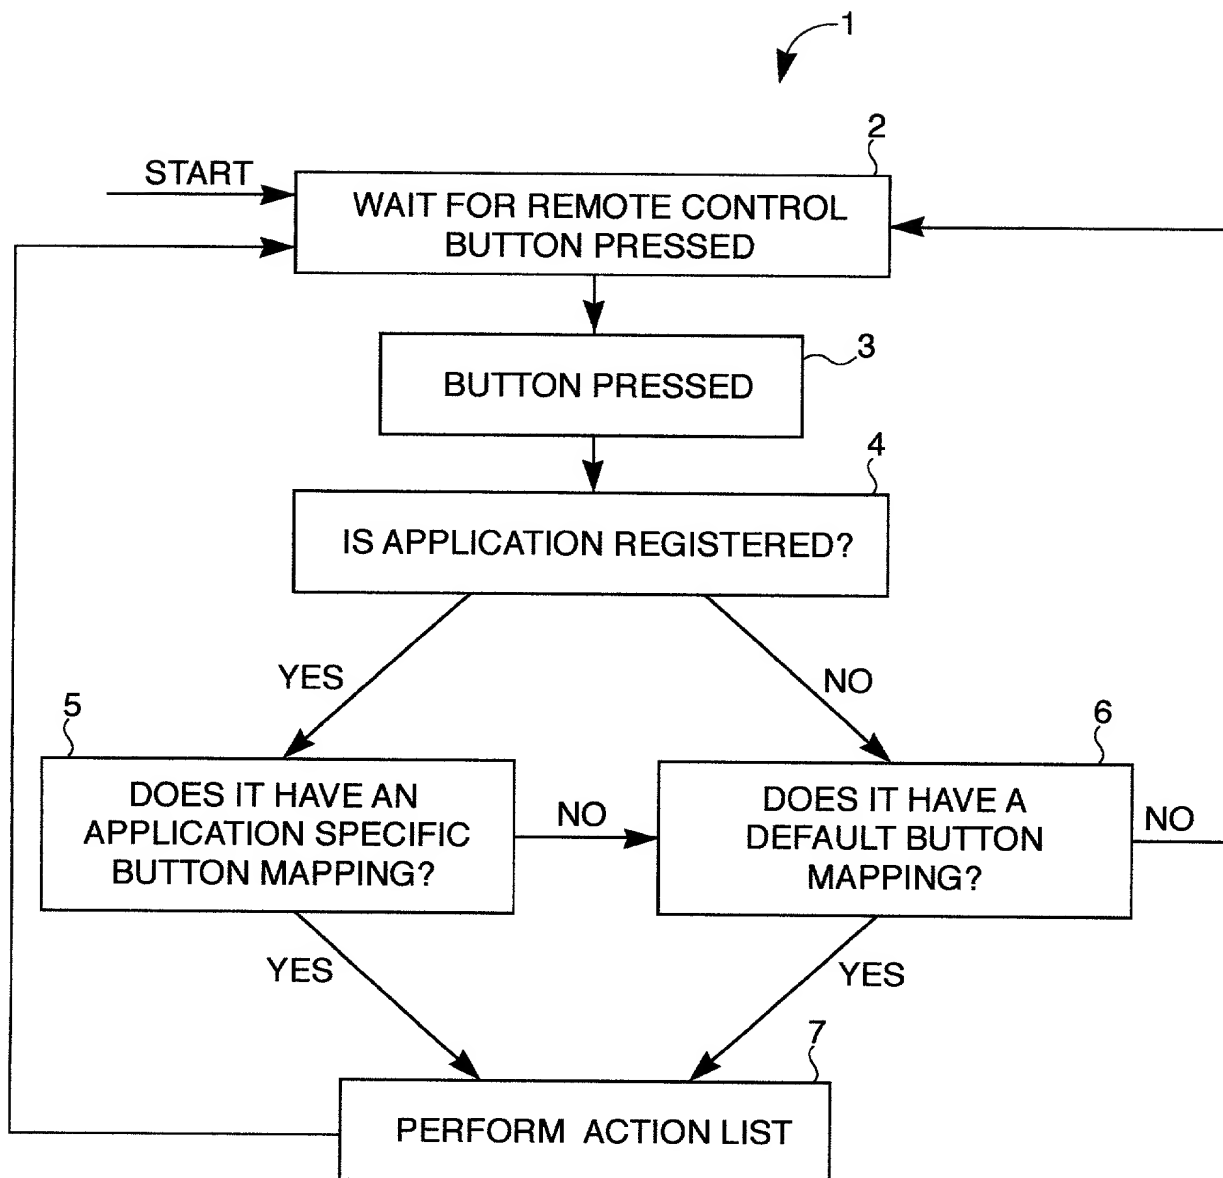 1
2
START
WAIT FOR REMOTE CONTROL
BUTTON PRESSED
3
BUTTON PRESSED
4
IS APPLICATION REGISTERED?
YES
NO
5
6
DOES IT HAVE AN
APPLICATION SPECIFIC
BUTTON MAPPING?
NO
DOES IT HAVE A
DEFAULT BUTTON
MAPPING?
NO
YES
YES
7
PERFORM ACTION LIST